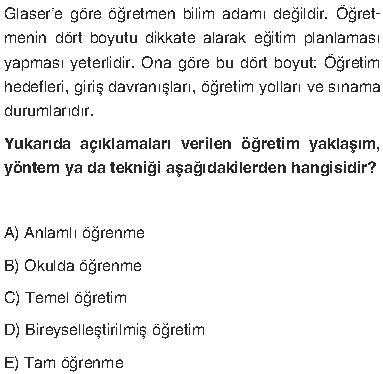 Glaser'e göre öğretmen bilim adamı değildir. Öğret-
menin dört boyutu dikkate alarak eğitim planlaması
yapması yeterlidir. Ona göre bu dört boyut: Öğretim
hedefleri, giriş davranışları, öğretim yolları ve sınama
durumlarıdır.
Yukarıda açıklamaları verilen öğretim yaklaşım,
yöntem ya da tekniği aşağıdakilerden hangisidir?
A) Anlamlı öğrenme
B) Okulda öğrenme
C) Temel öğretim
D) Bireyselleştirilmiş öğretim
E) Tam öğrenme